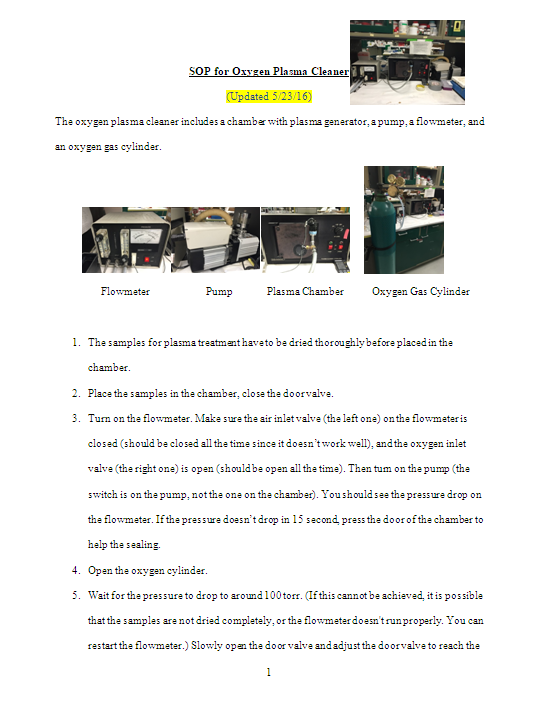 SOP for Oxygen Plasma Cleaner
(Updated 5/23/16)
The oxygen plasma cleaner includes a chamber with plasma generator, a pump, a flowmeter, and
an oxygen gas cylinder.
Flowmeter Pump Plasma Chamber Oxygen Gas Cylinder
1. The samples for plasma treatment have to be dried thoroughly before placed in the
chamber.
2. Place the samples in the chamber, close the door valve.
3. Turn on the flowmeter. Make sure the air inlet valve (the left one) on the flowmeter is
closed (should be closed all the time since it doesn't work well), and the oxygen inlet
valve (the right one) is open (should be open all the time). Then turn on the pump (the
switch is on the pump, not the one on the chamber). You should see the pressure drop on
the flowmeter. If the pressure doesn't drop in 15 second, press the door of the chamber to
help the sealing.
4. Open the oxygen cylinder.
5. Wait for the pressure to drop to around 100 torr. (If this cannot be achieved, it is possible
that the samples are not dried completely, or the flowmeter doesn't run properly. You can
restart the flowmeter.) Slowly open the door valve and adjust the door valve to reach the
1